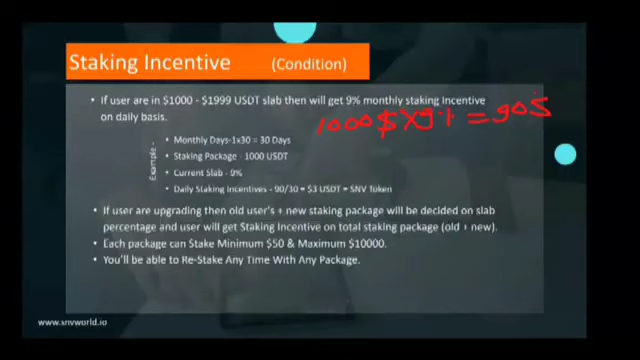 Staking Incentive (Condition)
If user are in $1000 - $1999 USDT slab then will get 9% monthly staking Incentive
on daily basis.
1000$ X 9% = 90$
Example -
Monthly Days-1x30 = 30 Days
Staking Package - 1000 USDT
Current Slab - 9%
Daily Staking Incentives - 90/30 = $3 USDT = SNV Token
If user are upgrading then old user's + new staking package will be decided on slab
percentage and user will get Staking Incentive on total staking package (old + new).
Each package can Stake Minimum $50 & Maximum $10000.
You'll be able to Re-Stake Any Time With Any Package.
www.snvworld.io